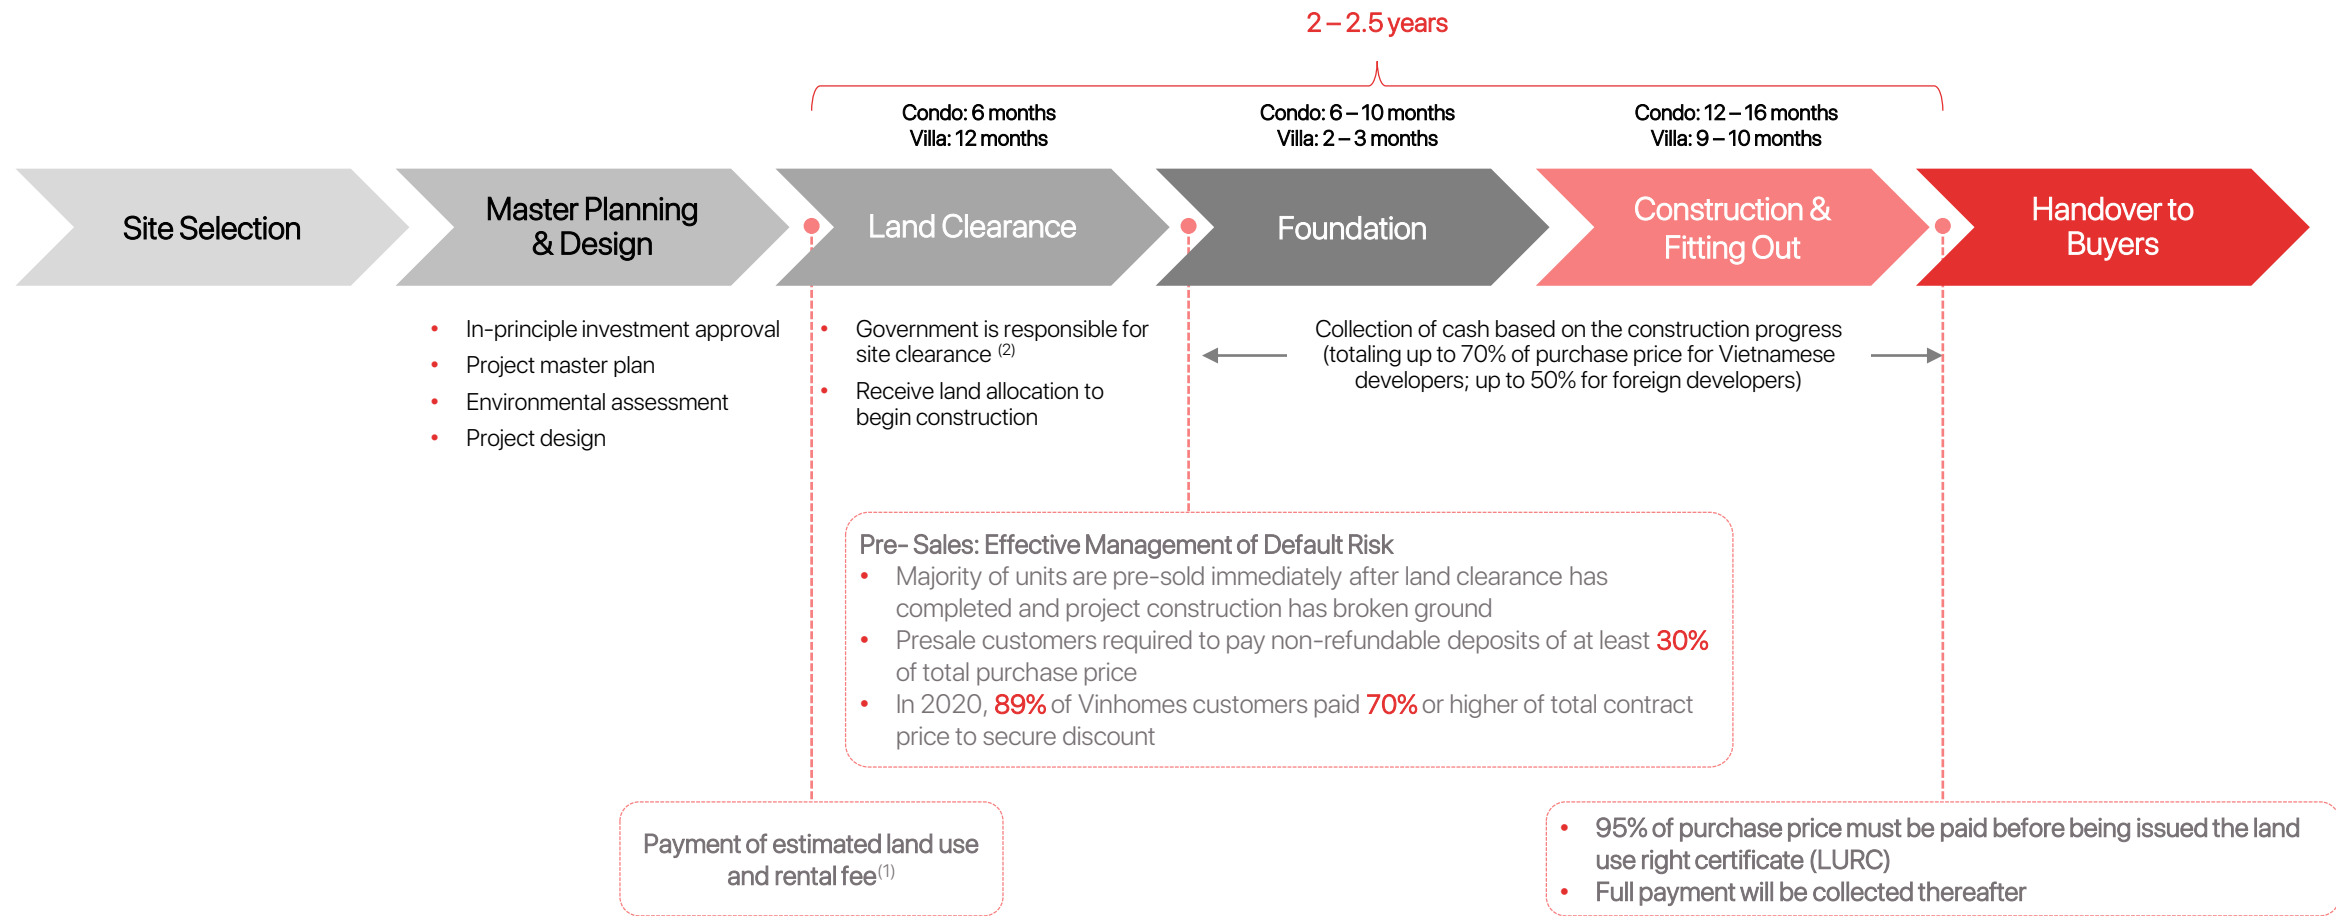 2 – 2.5 years
Condo: 6 months
Villa: 12 months
Condo: 6 – 10 months
Villa: 2 – 3 months
Condo: 12 – 16 months
Villa: 9 – 10 months
Site Selection
Master Planning
& Design
Land Clearance
Foundation
Construction &
Fitting Out
Handover to
Buyers
• In-principle investment approval
• Project master plan
• Environmental assessment
• Project design
• Government is responsible for
site clearance (2)
• Receive land allocation to
begin construction
Collection of cash based on the construction progress
(totaling up to 70% of purchase price for Vietnamese
developers; up to 50% for foreign developers)
Pre- Sales: Effective Management of Default Risk
• Majority of units are pre-sold immediately after land clearance has
completed and project construction has broken ground
• Presale customers required to pay non-refundable deposits of at least 30%
of total purchase price
• In 2020, 89% of Vinhomes customers paid 70% or higher of total contract
price to secure discount
Payment of estimated land use
and rental fee(1)
• 95% of purchase price must be paid before being issued the land
use right certificate (LURC)
• Full payment will be collected thereafter